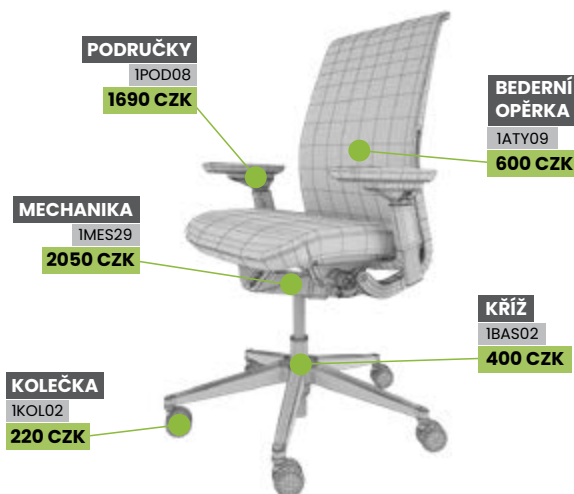 PODRUČKY
1POD08
1690 CZK
BEDERNÍ
OPĚRKA
1ATY09
600 CZK
MECHANIKA
1MES29
2050 CZK
KŘÍŽ
1BAS02
400 CZK
KOLEČKA
1KOL02
220 CZK